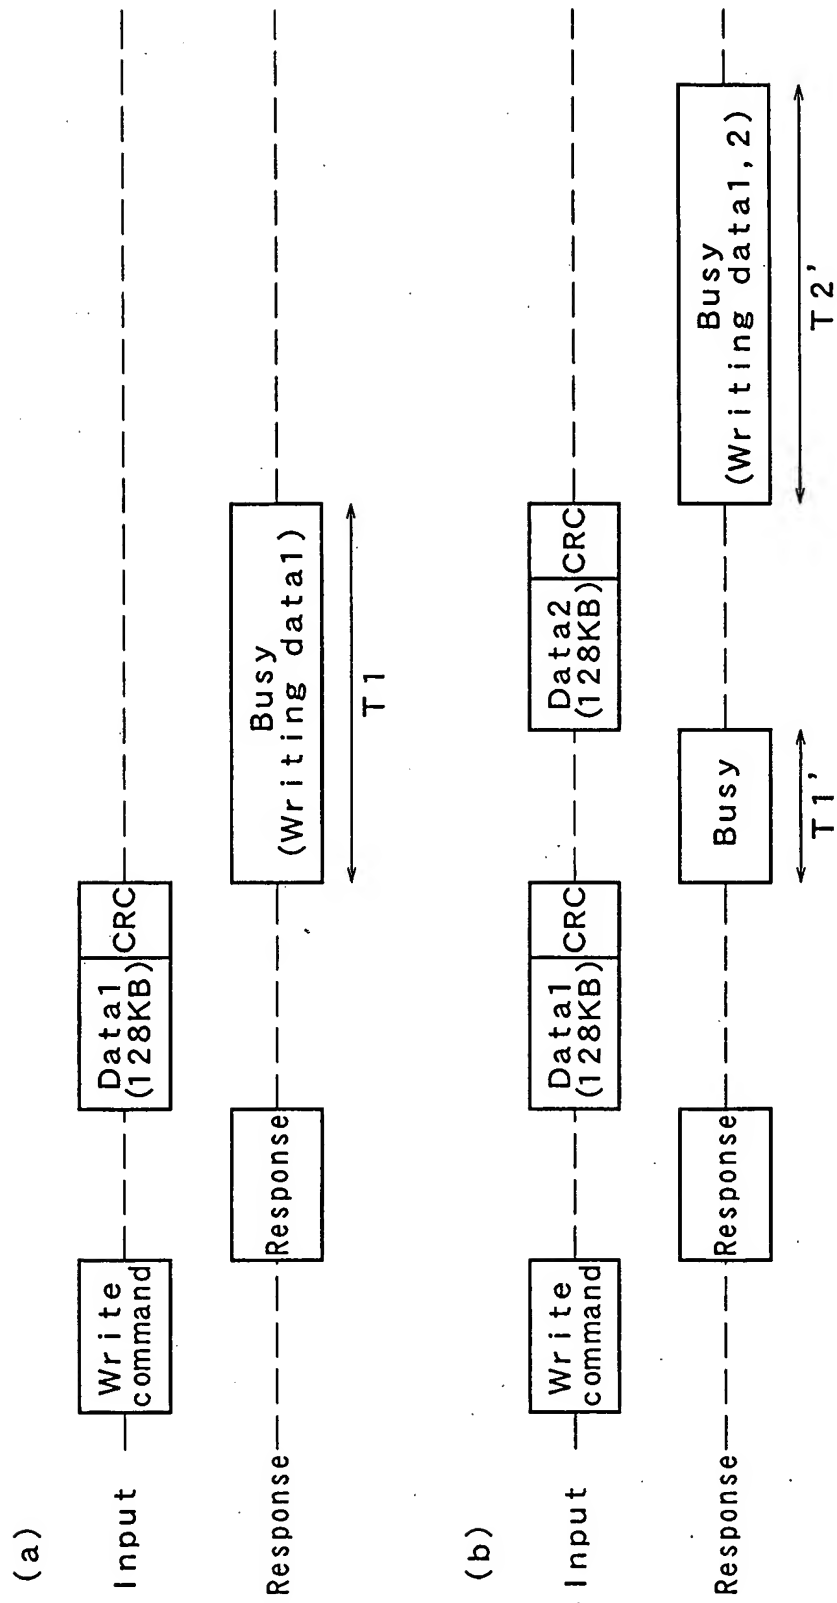 (a)
Input
Write
command
Data1
(128KB)
CRC
Response
Response
Busy
(Writing data1)
T1
(b)
Input
Write
command
Data1
(128KB)
CRC
Data2
(128KB)
CRC
Response
Response
Busy
Busy
(Writing data1,2)
T1'
T2'